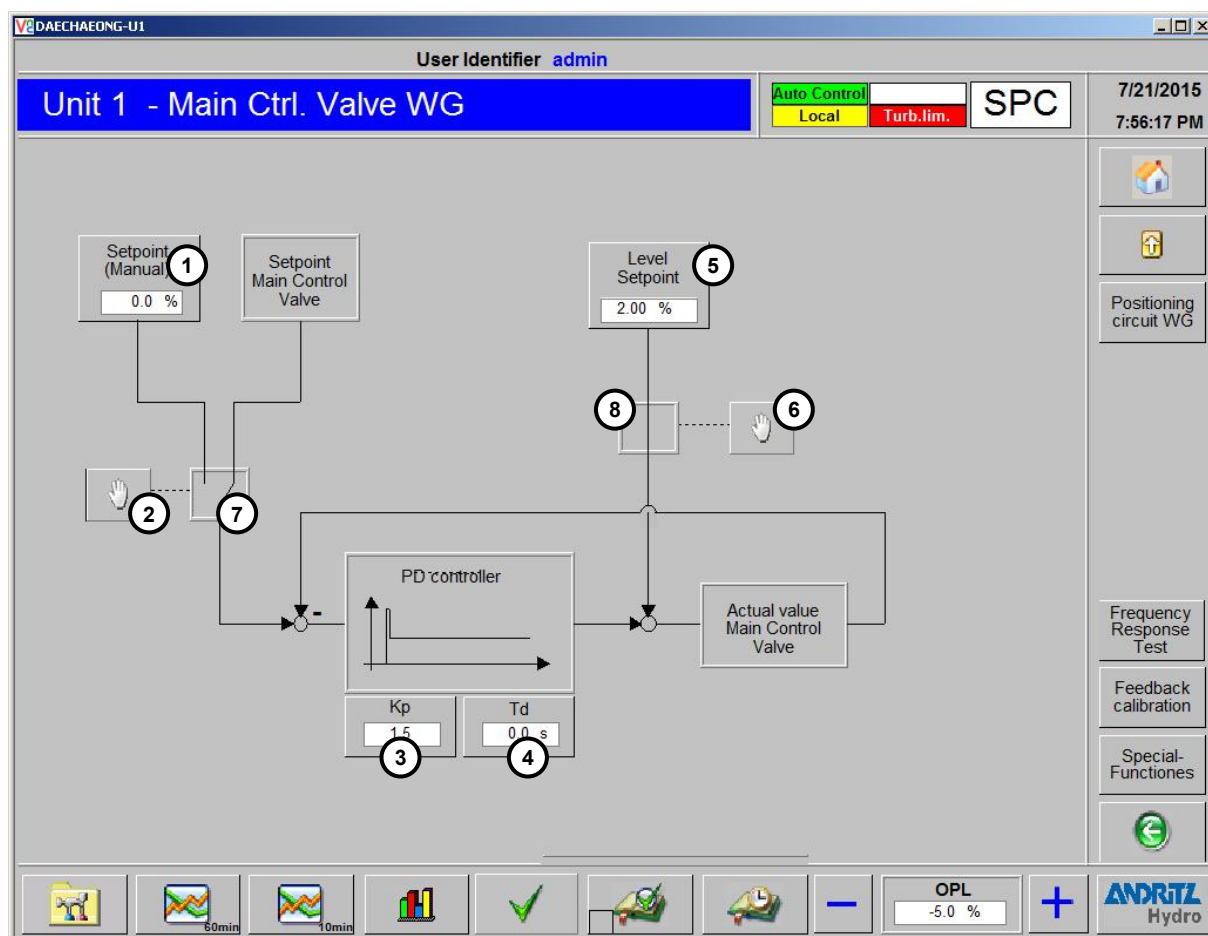 DAECHAEONG-U1
User Identifier admin
Unit 1 - Main Ctrl. Valve WG
Auto Control
Local
Turb.lim.
SPC
7/21/2015
7:56:17 PM
Setpoint
(Manual)
0.0 %
1
Setpoint
Main Control
Valve
Level
Setpoint
2.00 %
5
Positioning
circuit WG
8
6
2
7
PD controller
-
Actual value
Main Control
Valve
Kp
1.5
3
Td
0.0 s
4
Frequency
Response
Test
Feedback
calibration
Special-
Functiones
60min
10min
OPL
-5.0 %
ANDRITZ
Hydro